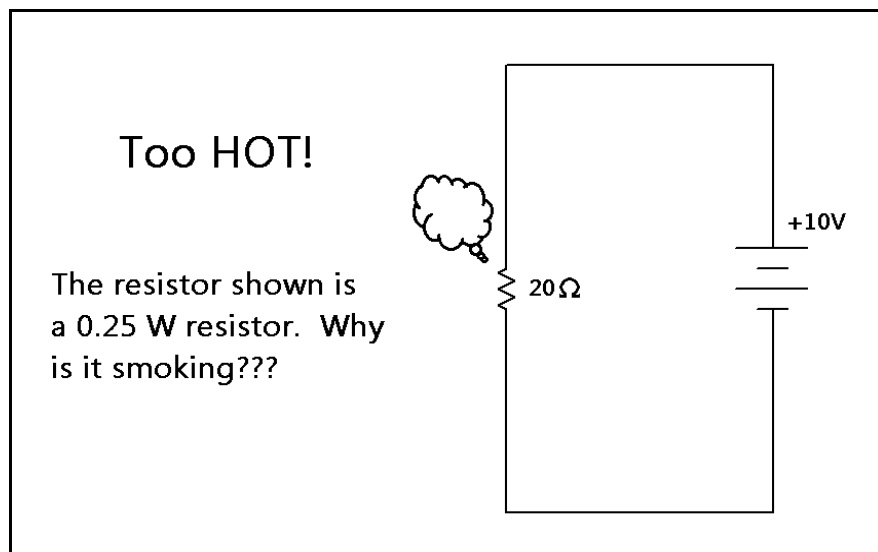 Too HOT!
The resistor shown is
a 0.25 W resistor.  Why
is it smoking???
+10V
20Ω